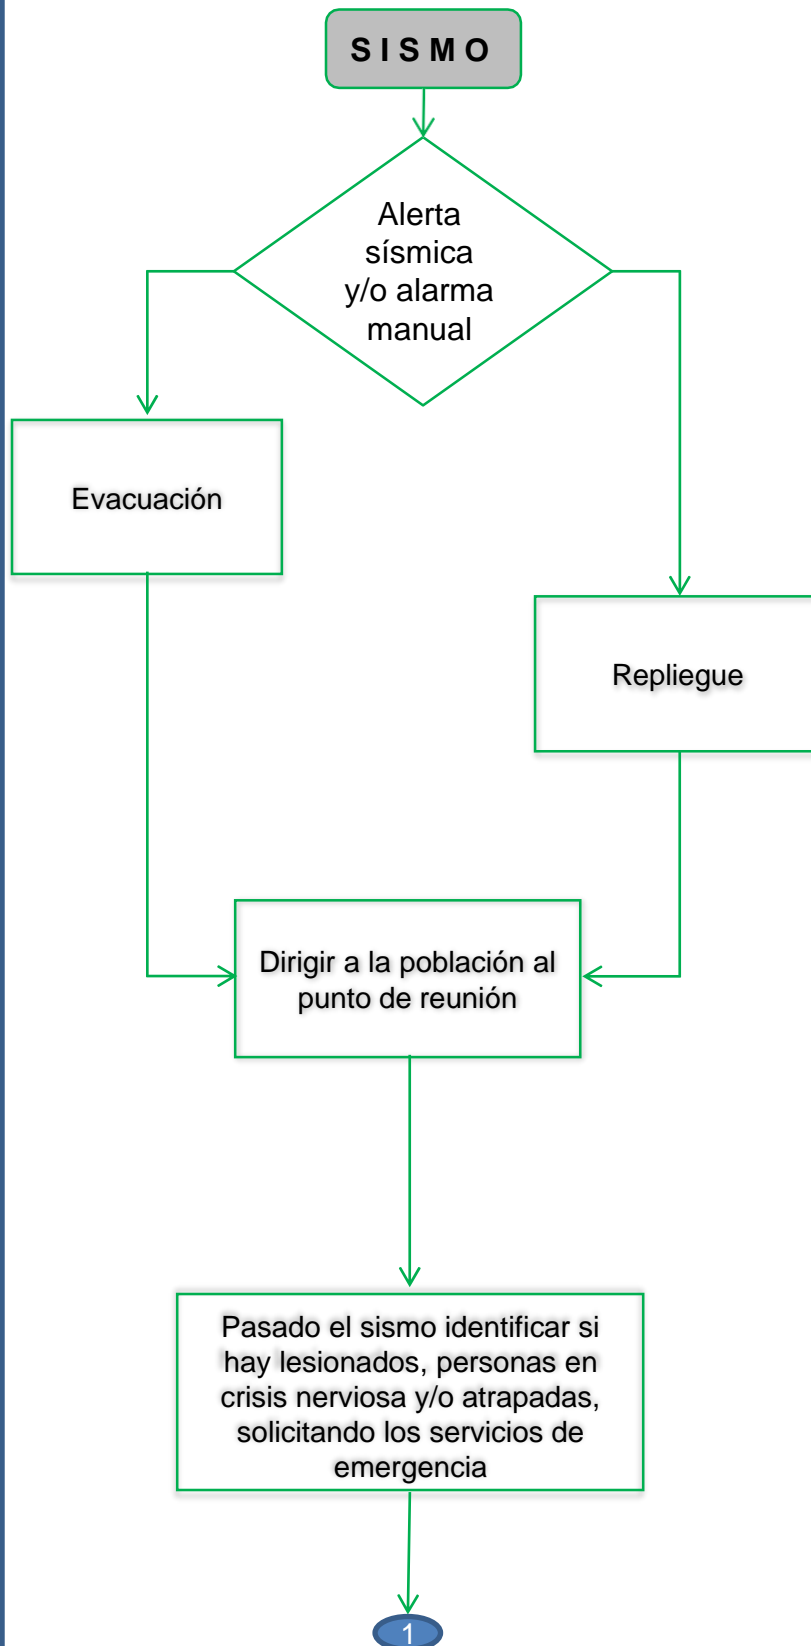 S I S M O
Alerta
sísmica
y/o alarma
manual
Evacuación
Repliegue
Dirigir a la población al
punto de reunión
Pasado el sismo identificar si
hay lesionados, personas en
crisis nerviosa y/o atrapadas,
solicitando los servicios de
emergencia
1